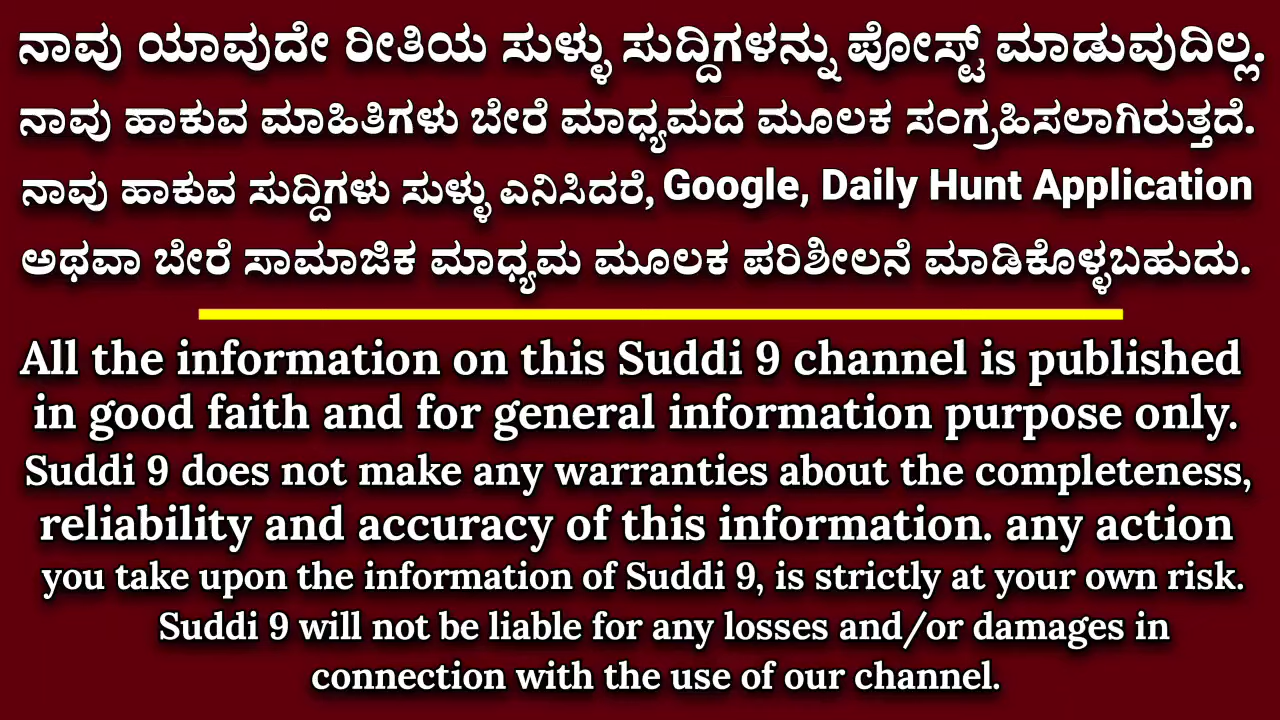 ನಾವು ಯಾವುದೇ ರೀತಿಯ ಸುಳ್ಳು ಸುದ್ದಿಗಳನ್ನು ಪೋಸ್ಟ್ ಮಾಡುವುದಿಲ್ಲ.
ನಾವು ಹಾಕುವ ಮಾಹಿತಿಗಳು ಬೇರೆ ಮಾಧ್ಯಮದ ಮೂಲಕ ಸಂಗ್ರಹಿಸಲಾಗಿರುತ್ತದೆ.
ನಾವು ಹಾಕುವ ಸುದ್ದಿಗಳು ಸುಳ್ಳು ಎನಿಸಿದರೆ, Google, Daily Hunt Application
ಅಥವಾ ಬೇರೆ ಸಾಮಾಜಿಕ ಮಾಧ್ಯಮ ಮೂಲಕ ಪರಿಶೀಲನೆ ಮಾಡಿಕೊಳ್ಳಬಹುದು.
All the information on this Suddi 9 channel is published
in good faith and for general information purpose only.
Suddi 9 does not make any warranties about the completeness,
reliability and accuracy of this information. any action
you take upon the information of Suddi 9, is strictly at your own risk.
Suddi 9 will not be liable for any losses and/or damages in
connection with the use of our channel.